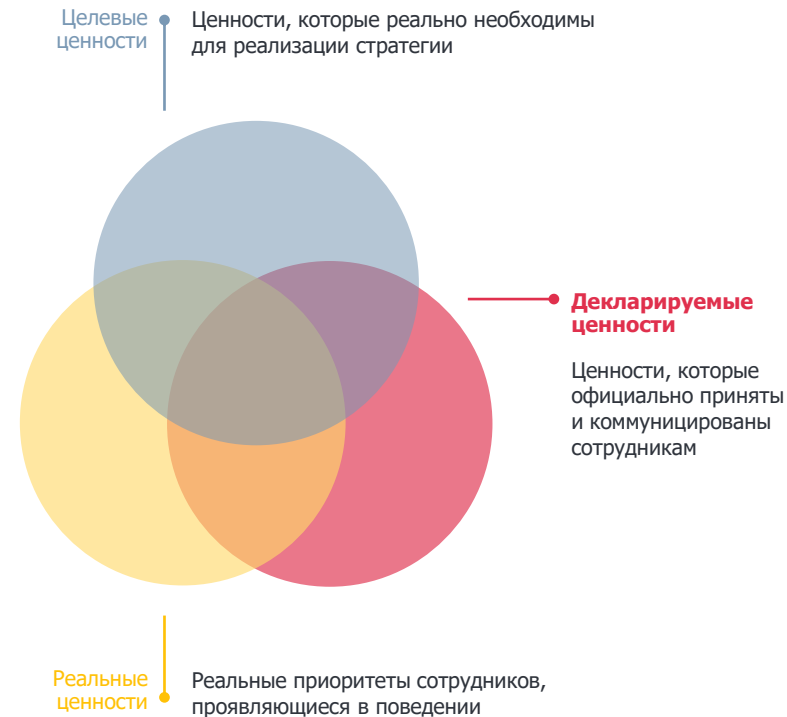 Целевые
ценности
Ценности, которые реально необходимы
для реализации стратегии
Декларируемые
ценности
Ценности, которые
официально приняты
и коммуницированы
сотрудникам
Реальные
ценности
Реальные приоритеты сотрудников,
проявляющиеся в поведении